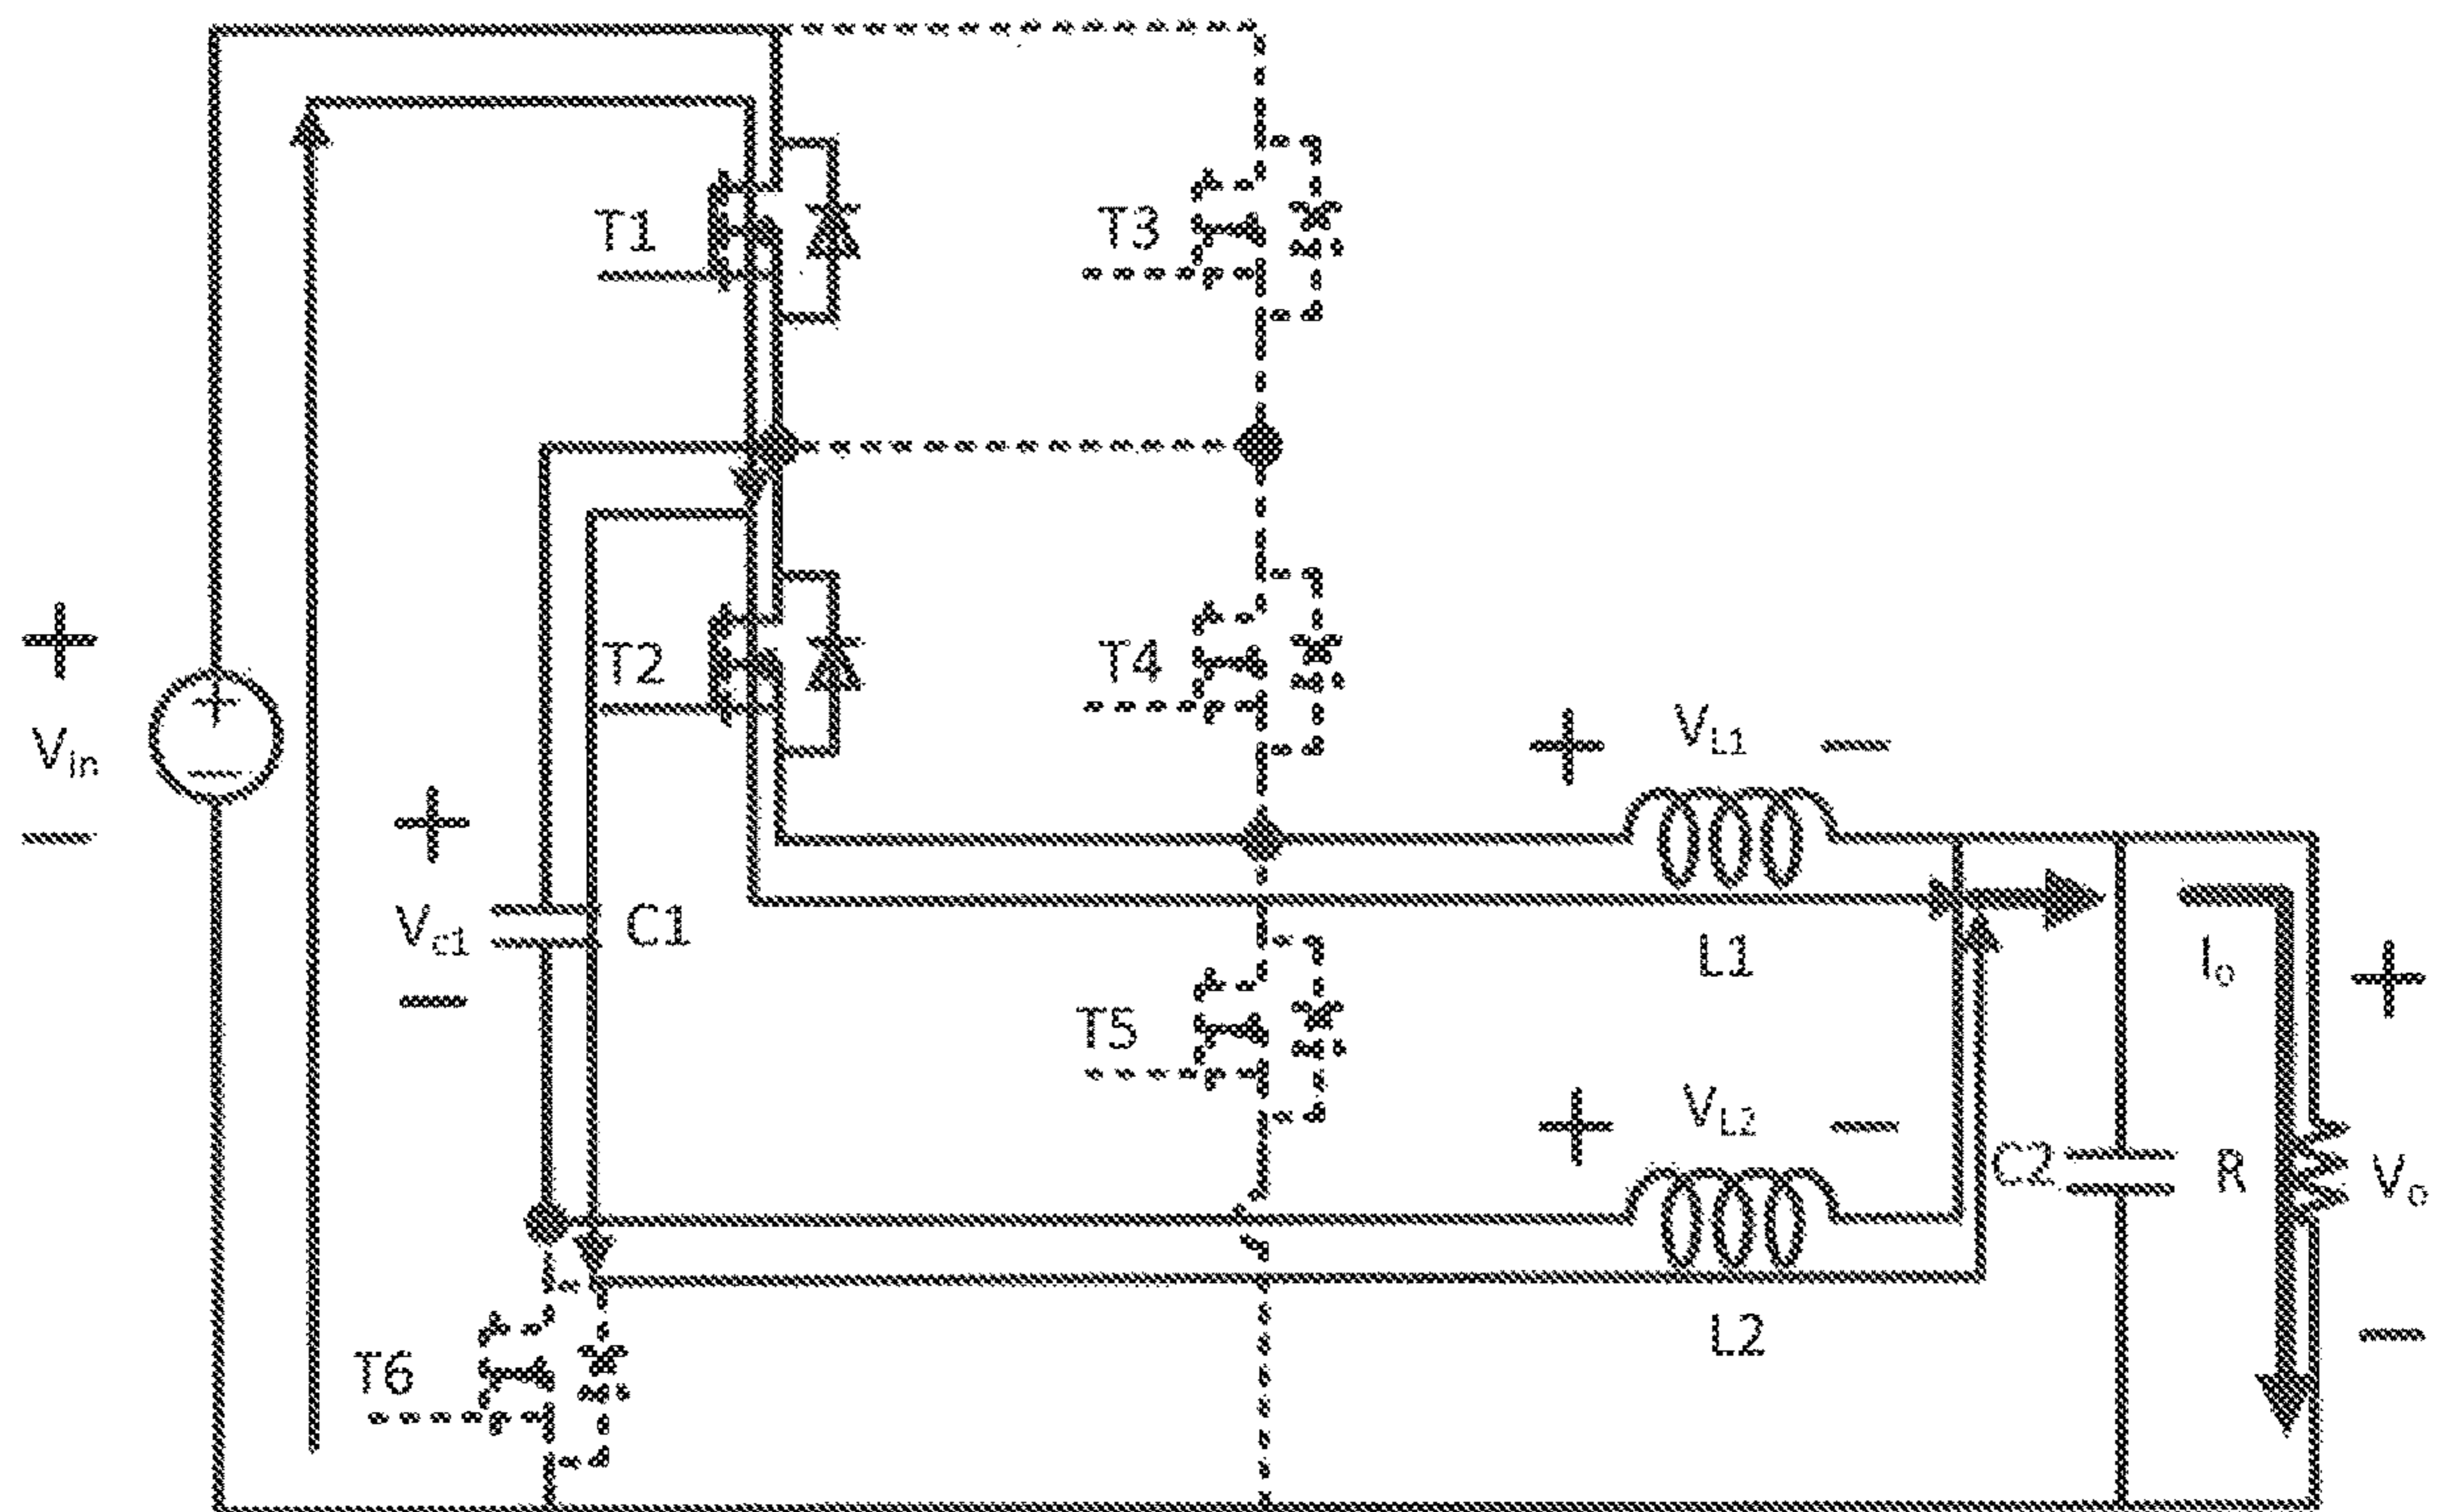 T1
T3
T2
T4
+
Vin
−
+
−
+
VL1
−
+
Vc1
−
C1
L1
Io
+
T5
+
VL2
−
C2
R
Vo
−
L2
T6